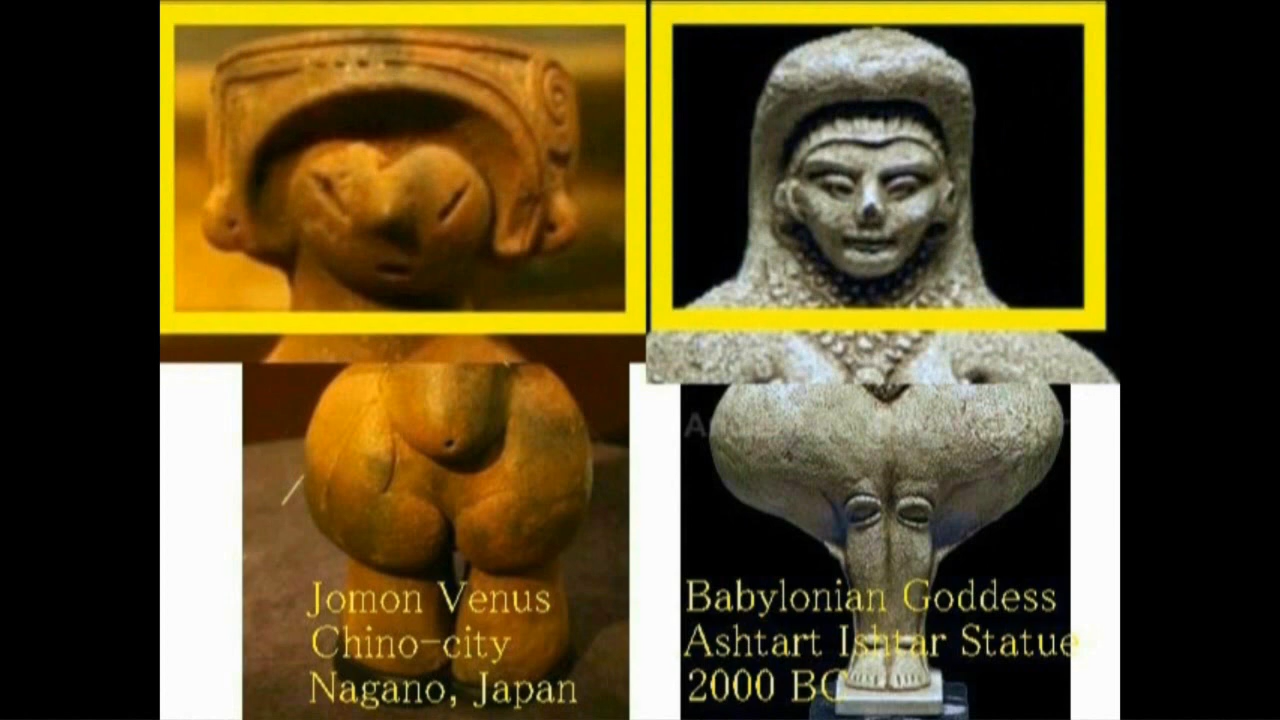 Jomon Venus
Chino-city
Nagano, Japan
Babylonian Goddess
Ashtart Ishtar Statue
2000 BC